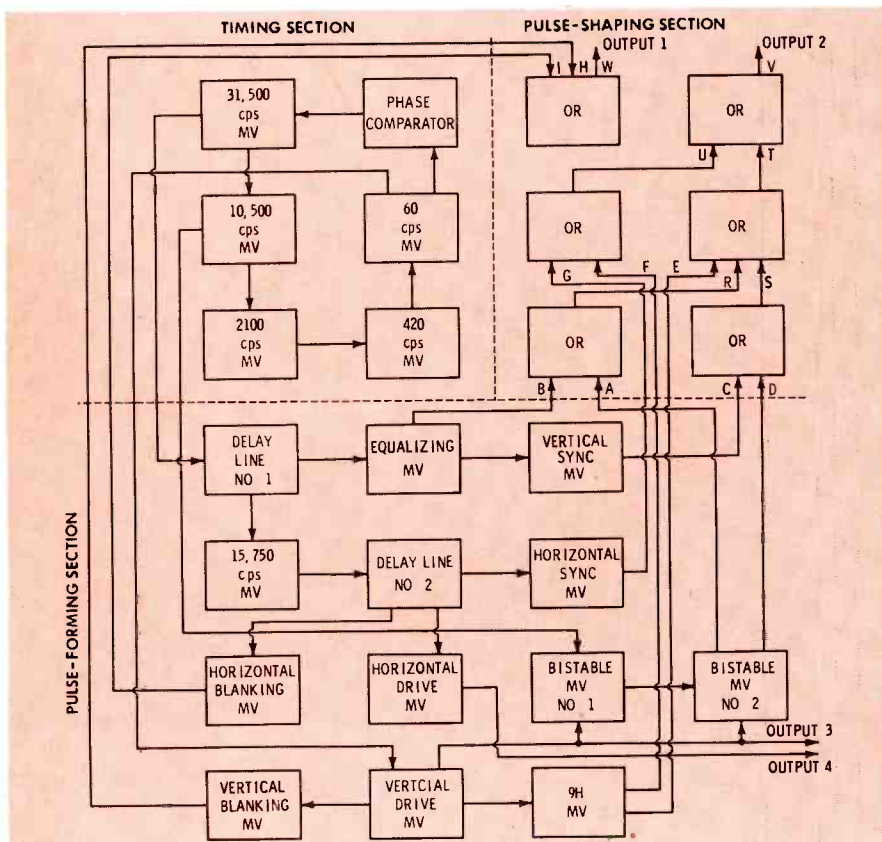 TIMING SECTION
PULSE-SHAPING SECTION
OUTPUT 1
OUTPUT 2
I
H
W
V
31,500
cps
MV
PHASE
COMPARATOR
OR
OR
U
T
10,500
cps
MV
60
cps
MV
OR
OR
G
F
E
R
S
2100
cps
MV
420
cps
MV
OR
OR
B
A
C
D
PULSE-FORMING SECTION
DELAY
LINE
NO 1
EQUALIZING
MV
VERTICAL
SYNC
MV
15,750
cps
MV
DELAY LINE
NO 2
HORIZONTAL
SYNC
MV
HORIZONTAL
BLANKING
MV
HORIZONTAL
DRIVE
MV
BISTABLE
MV
NO 1
BISTABLE
MV
NO 2
OUTPUT 3
OUTPUT 4
VERTICAL
BLANKING
MV
VERTCIAL
DRIVE
MV
9H
MV